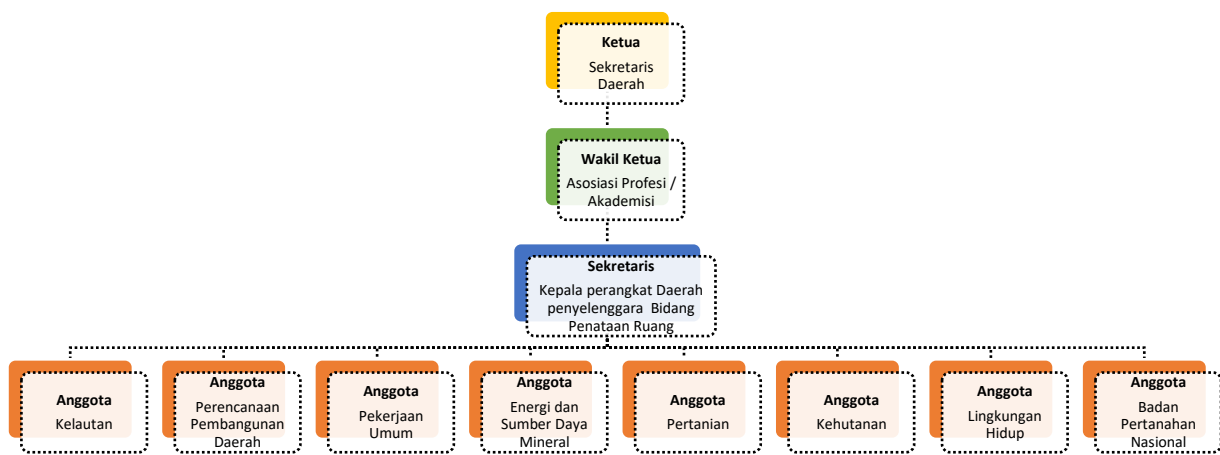 Ketua
Sekretaris
Daerah
Wakil Ketua
Asosiasi Profesi /
Akademisi
Sekretaris
Kepala perangkat Daerah
penyelenggara Bidang
Penataan Ruang
Anggota
Kelautan
Anggota
Perencanaan
Pembangunan
Daerah
Anggota
Pekerjaan
Umum
Anggota
Energi dan
Sumber Daya
Mineral
Anggota
Pertanian
Anggota
Kehutanan
Anggota
Lingkungan
Hidup
Anggota
Badan
Pertanahan
Nasional